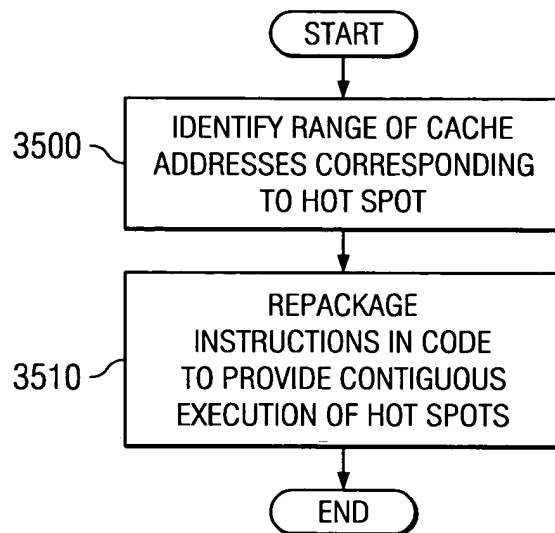 START
3500
IDENTIFY RANGE OF CACHE
ADDRESSES CORRESPONDING
TO HOT SPOT
3510
REPACKAGE
INSTRUCTIONS IN CODE
TO PROVIDE CONTIGUOUS
EXECUTION OF HOT SPOTS
END